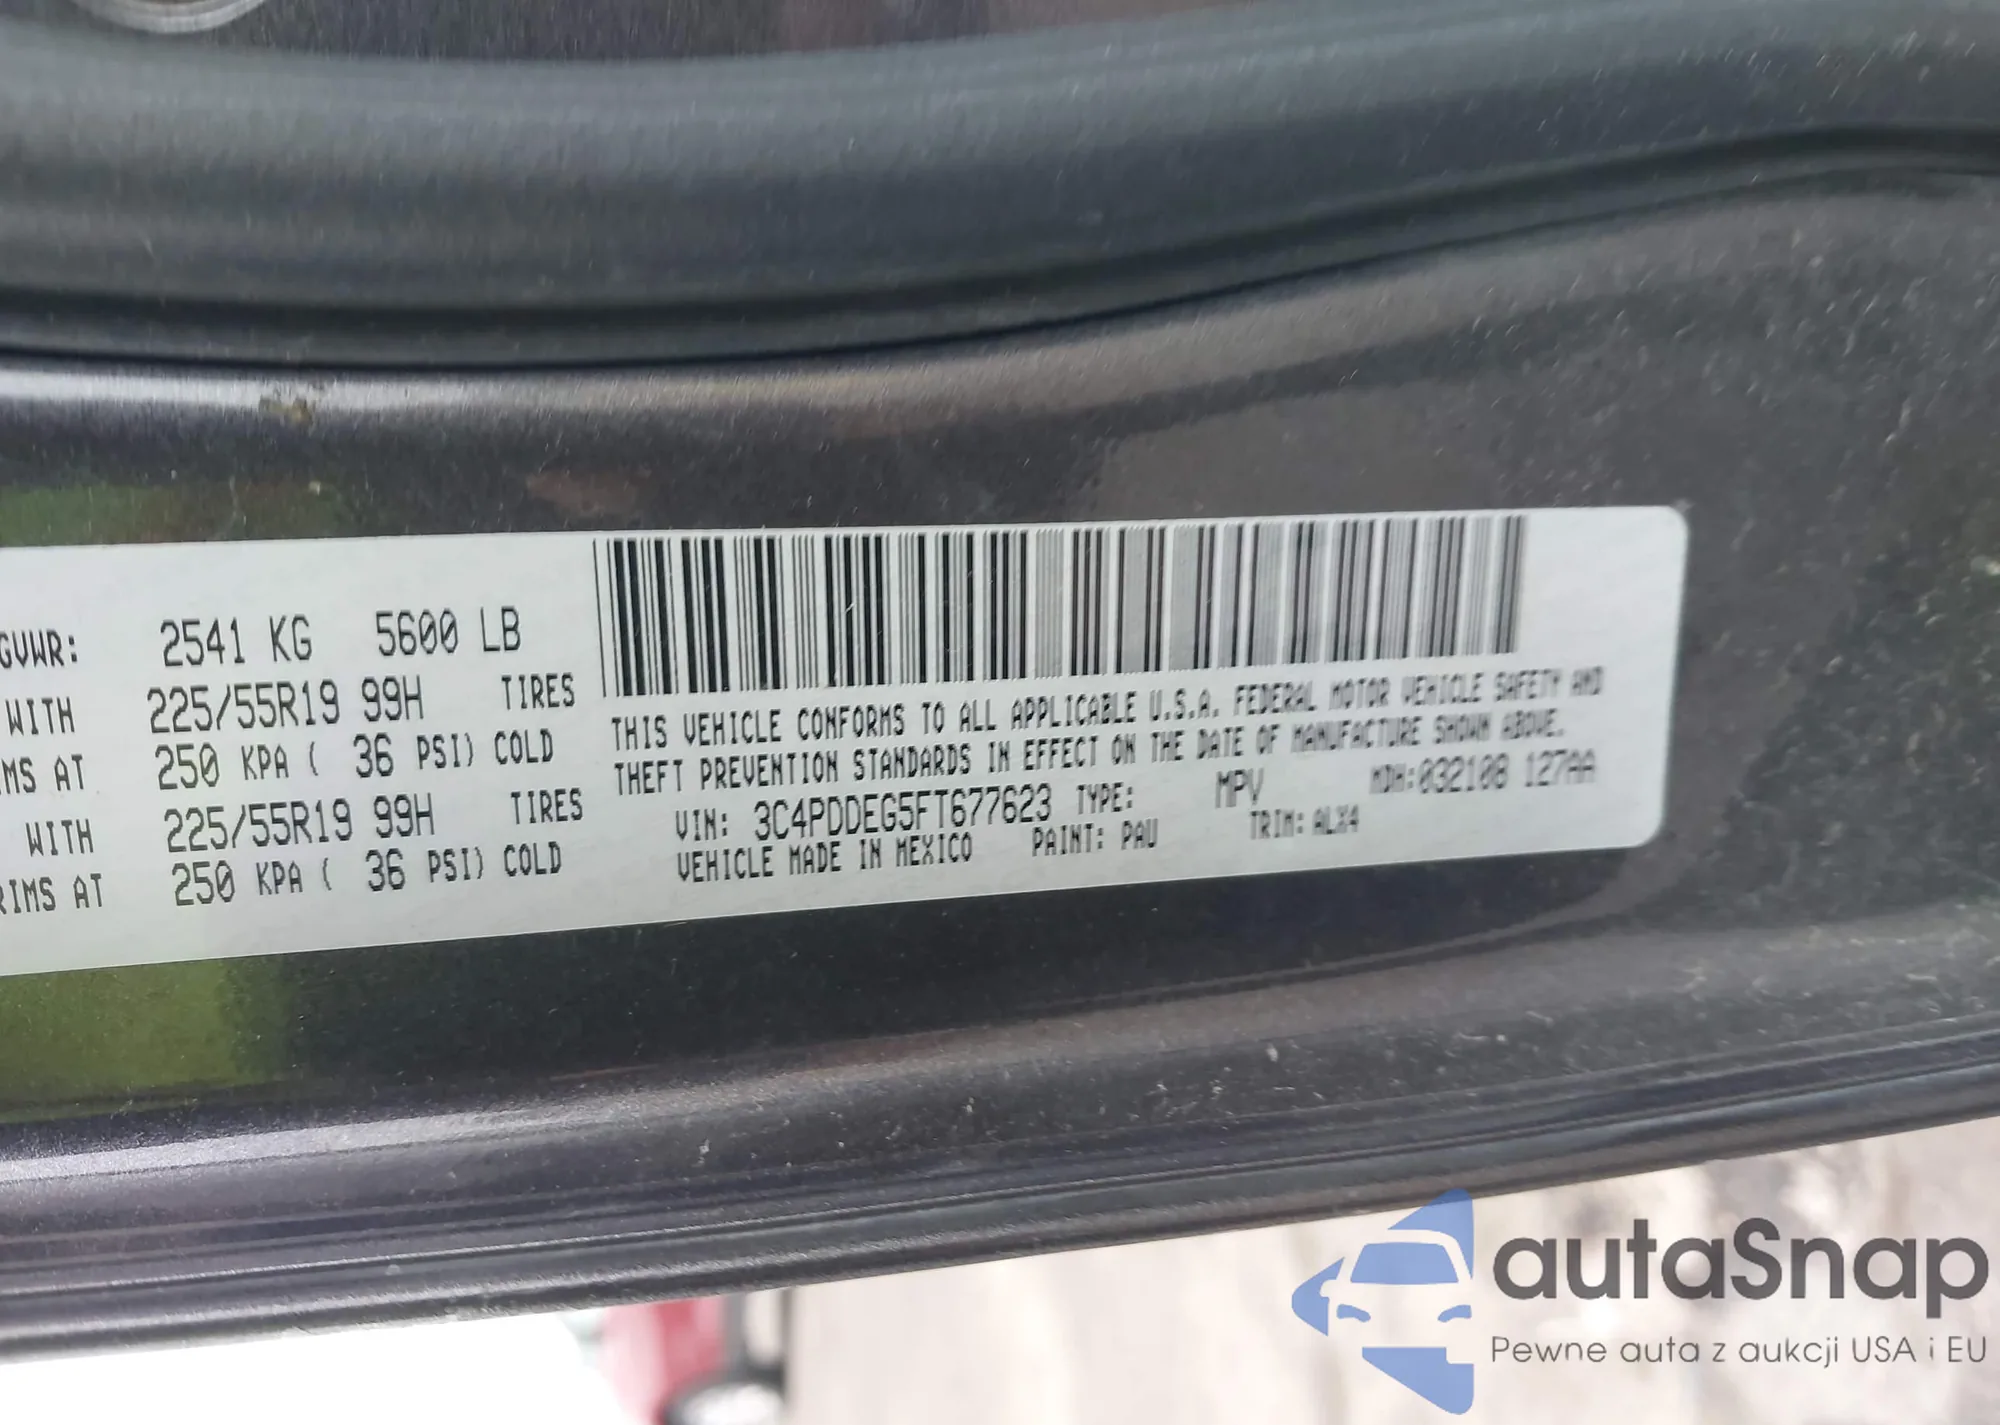 GVWR: 2541 KG 5600 LB
WITH 225/55R19 99H TIRES
MS AT 250 KPA ( 36 PSI) COLD
WITH 225/55R19 99H TIRES
RIMS AT 250 KPA ( 36 PSI) COLD
THIS VEHICLE CONFORMS TO ALL APPLICABLE U.S.A. FEDERAL MOTOR VEHICLE SAFETY AND
THEFT PREVENTION STANDARDS IN EFFECT ON THE DATE OF MANUFACTURE SHOWN ABOVE.
VIN: 3C4PDDEG5FT677623 TYPE: MPV MDH:032108 127AA
VEHICLE MADE IN MEXICO PAINT: PAU TRIM: ALX4
autaSnap
Pewne auta z aukcji USA i EU